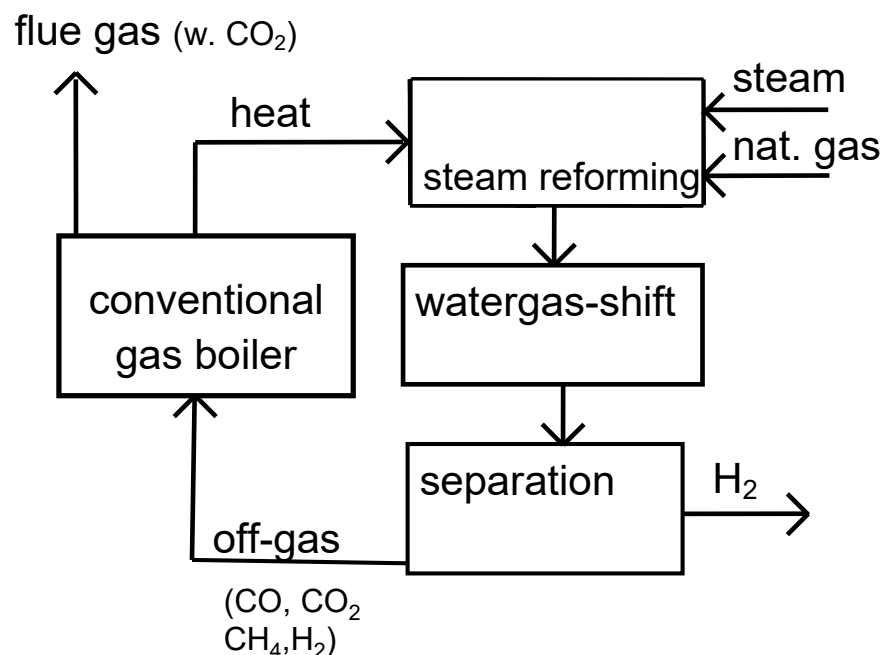 flue gas (w. CO₂)
steam
heat
nat. gas
steam reforming
conventional
gas boiler
watergas-shift
separation
H₂
off-gas
(CO, CO₂
CH₄,H₂)